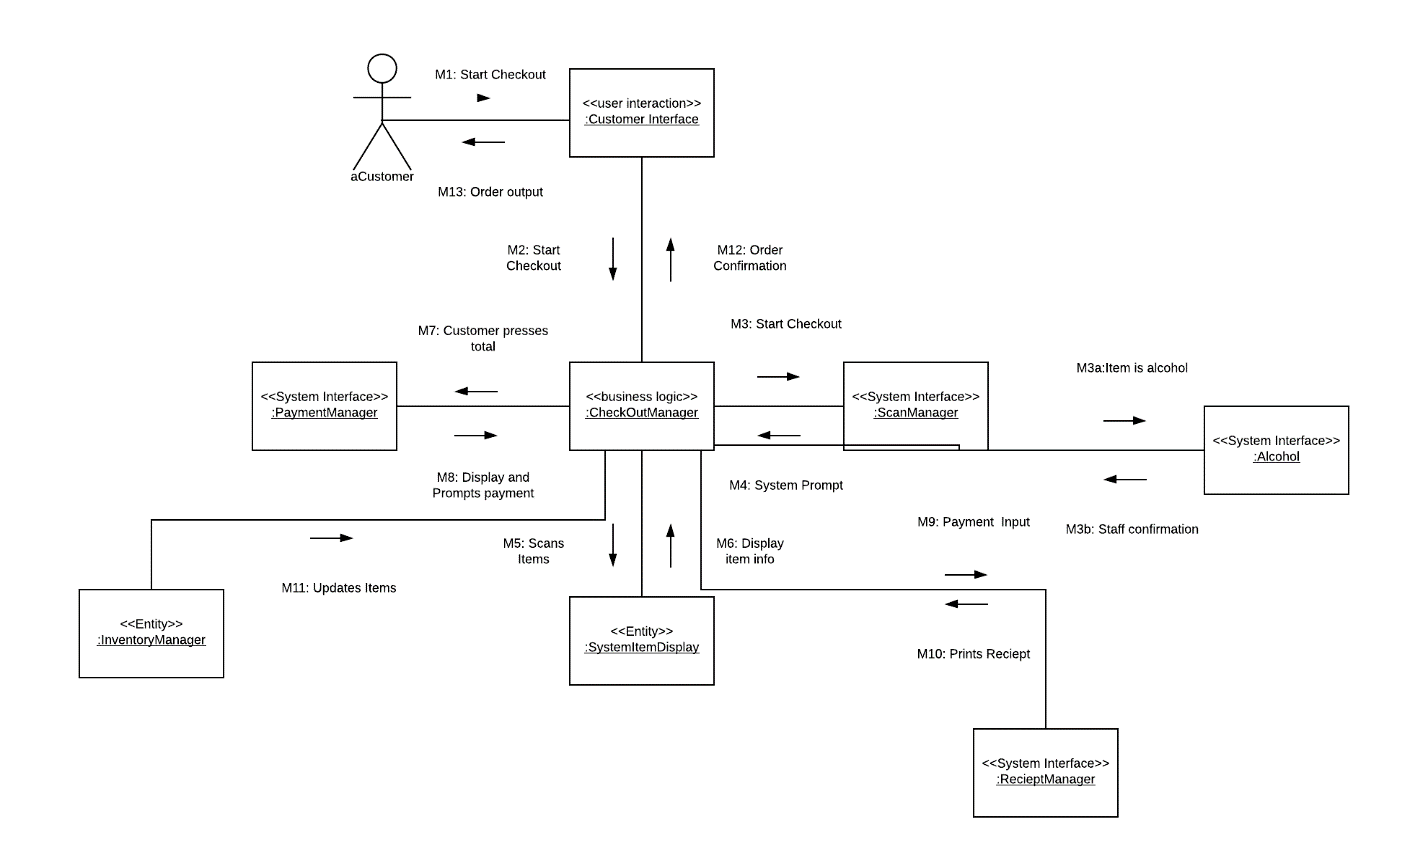 M1: Start Checkout
<<user interaction>>
:Customer Interface
aCustomer
M13: Order output
M2: Start
Checkout
M12: Order
Confirmation
M7: Customer presses
total
M3: Start Checkout
M3a:Item is alcohol
<<System Interface>>
:PaymentManager
<<business logic>>
:CheckOutManager
<<System Interface>>
:ScanManager
<<System Interface>>
:Alcohol
M8: Display and
Prompts payment
M4: System Prompt
M9: Payment  Input
M3b: Staff confirmation
M5: Scans
Items
M6: Display
item info
M11: Updates Items
<<Entity>>
:InventoryManager
<<Entity>>
:SystemItemDisplay
M10: Prints Reciept
<<System Interface>>
:RecieptManager